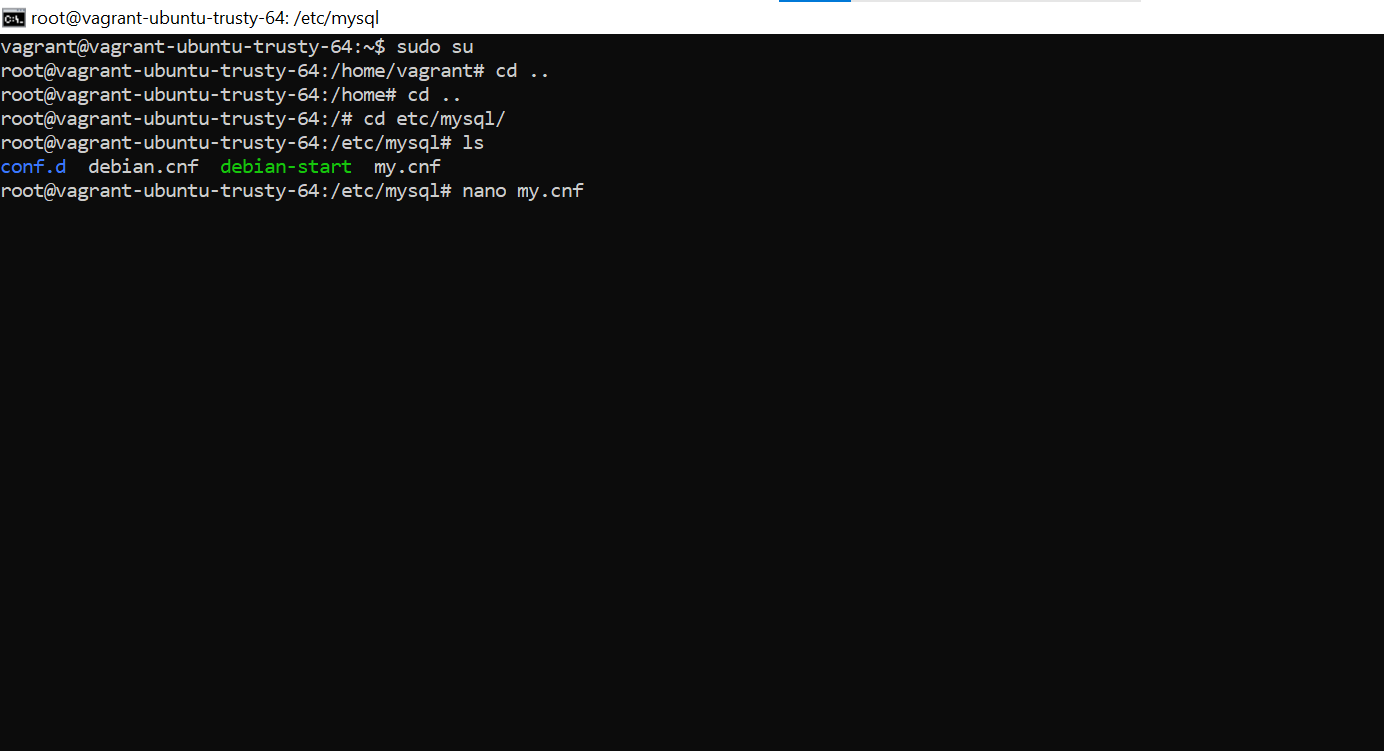 root@vagrant-ubuntu-trusty-64: /etc/mysql
vagrant@vagrant-ubuntu-trusty-64:~$ sudo su
root@vagrant-ubuntu-trusty-64:/home/vagrant# cd ..
root@vagrant-ubuntu-trusty-64:/home# cd ..
root@vagrant-ubuntu-trusty-64:/# cd etc/mysql/
root@vagrant-ubuntu-trusty-64:/etc/mysql# ls
conf.d  debian.cnf  debian-start  my.cnf
root@vagrant-ubuntu-trusty-64:/etc/mysql# nano my.cnf